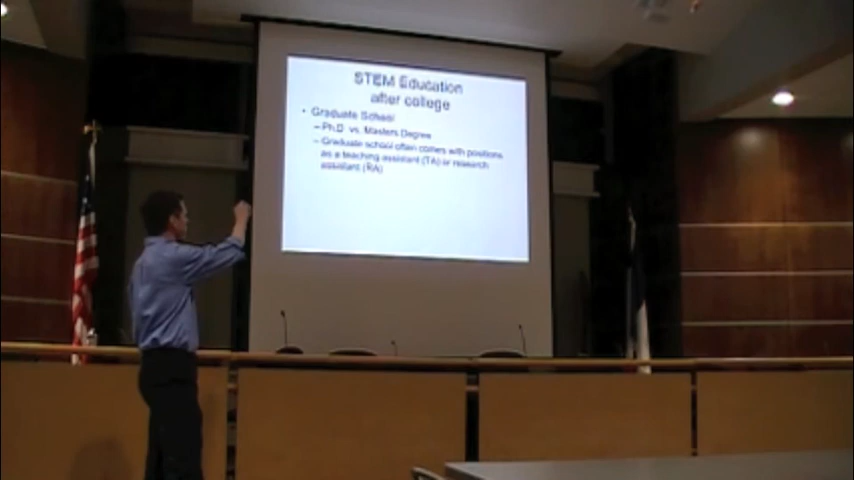 STEM Education
after college
• Graduate School
– Ph.D. vs. Masters Degree
– Graduate school often comes with positions
as a teaching assistant (TA) or research
assistant (RA)